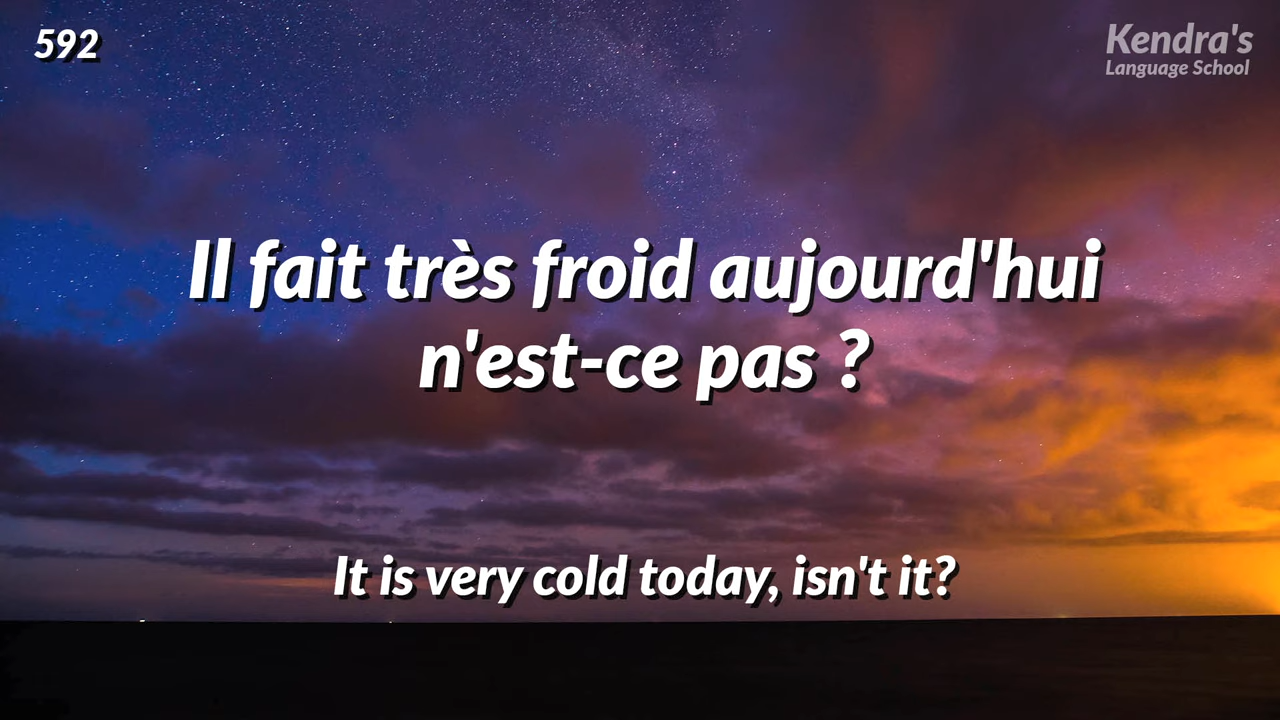 592
Kendra's
Language School
Il fait très froid aujourd'hui
n'est-ce pas ?
It is very cold today, isn't it?